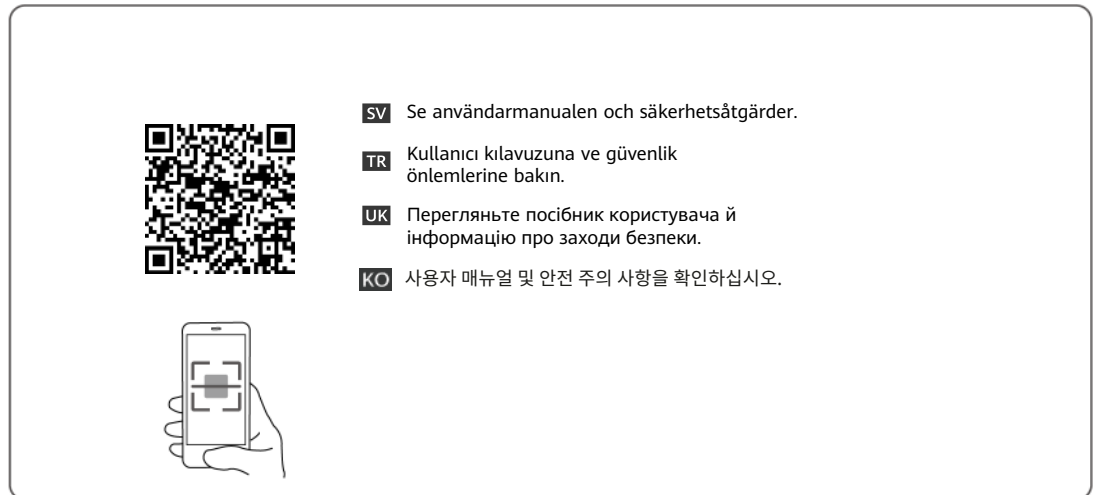 SV Se användarmanualen och säkerhetsåtgärder.
TR Kullanıcı kılavuzuna ve güvenlik
önlemlerine bakın.
UK Перегляньте посібник користувача й
інформацію про заходи безпеки.
KO 사용자 매뉴얼 및 안전 주의 사항을 확인하십시오.